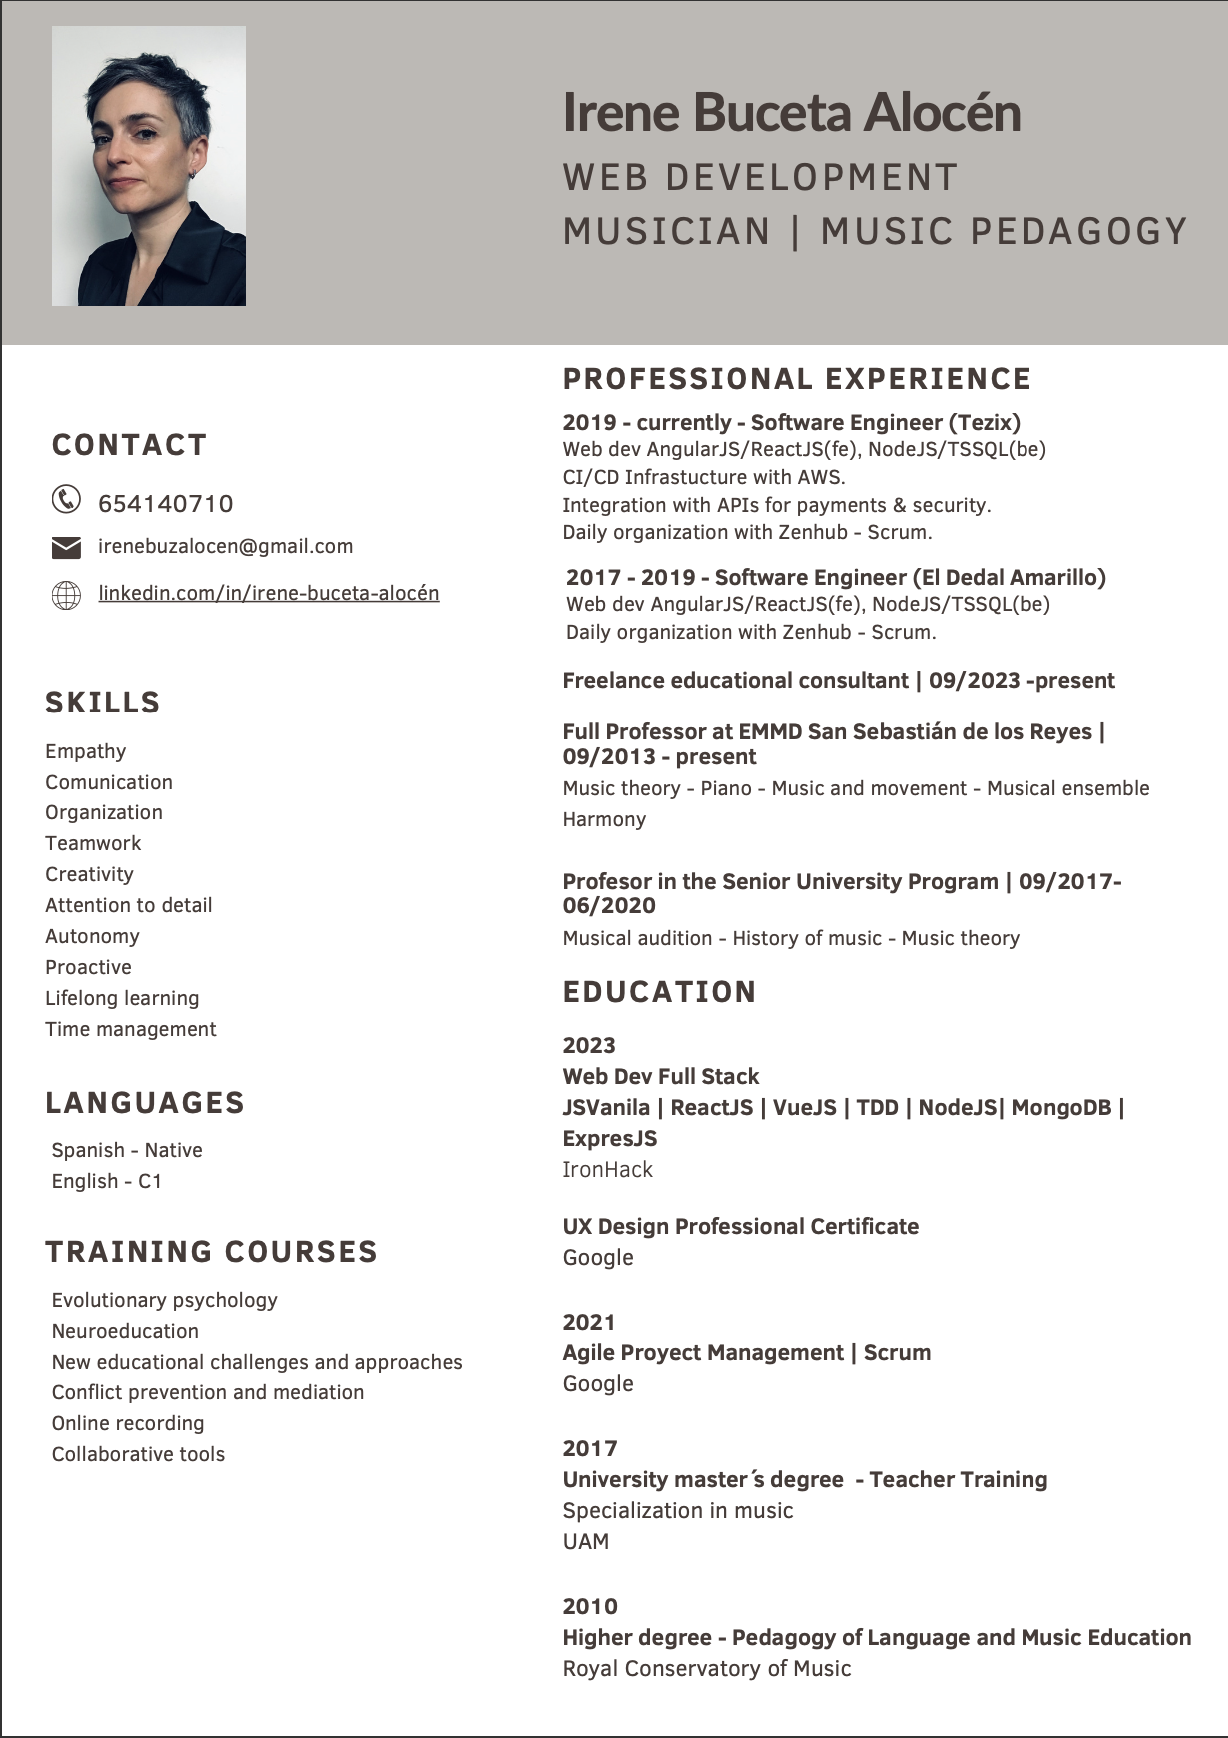 Irene Buceta Alocén
WEB DEVELOPMENT
MUSICIAN | MUSIC PEDAGOGY
CONTACT
654140710
irenebuzalocen@gmail.com
linkedin.com/in/irene-buceta-alocén
SKILLS
Empathy
Comunication
Organization
Teamwork
Creativity
Attention to detail
Autonomy
Proactive
Lifelong learning
Time management
LANGUAGES
Spanish - Native
English - C1
TRAINING COURSES
Evolutionary psychology
Neuroeducation
New educational challenges and approaches
Conflict prevention and mediation
Online recording
Collaborative tools
PROFESSIONAL EXPERIENCE
2019 - currently - Software Engineer (Tezix)
Web dev AngularJS/ReactJS(fe), NodeJS/TSSQL(be)
CI/CD Infrastucture with AWS.
Integration with APIs for payments & security.
Daily organization with Zenhub - Scrum.
2017 - 2019 - Software Engineer (El Dedal Amarillo)
Web dev AngularJS/ReactJS(fe), NodeJS/TSSQL(be)
Daily organization with Zenhub - Scrum.
Freelance educational consultant | 09/2023 -present
Full Professor at EMMD San Sebastián de los Reyes |
09/2013 - present
Music theory - Piano - Music and movement - Musical ensemble
Harmony
Profesor in the Senior University Program | 09/2017-
06/2020
Musical audition - History of music - Music theory
EDUCATION
2023
Web Dev Full Stack
JSVanila | ReactJS | VueJS | TDD | NodeJS| MongoDB |
ExpresJS
IronHack
UX Design Professional Certificate
Google
2021
Agile Proyect Management | Scrum
Google
2017
University master´s degree  - Teacher Training
Specialization in music
UAM
2010
Higher degree - Pedagogy of Language and Music Education
Royal Conservatory of Music